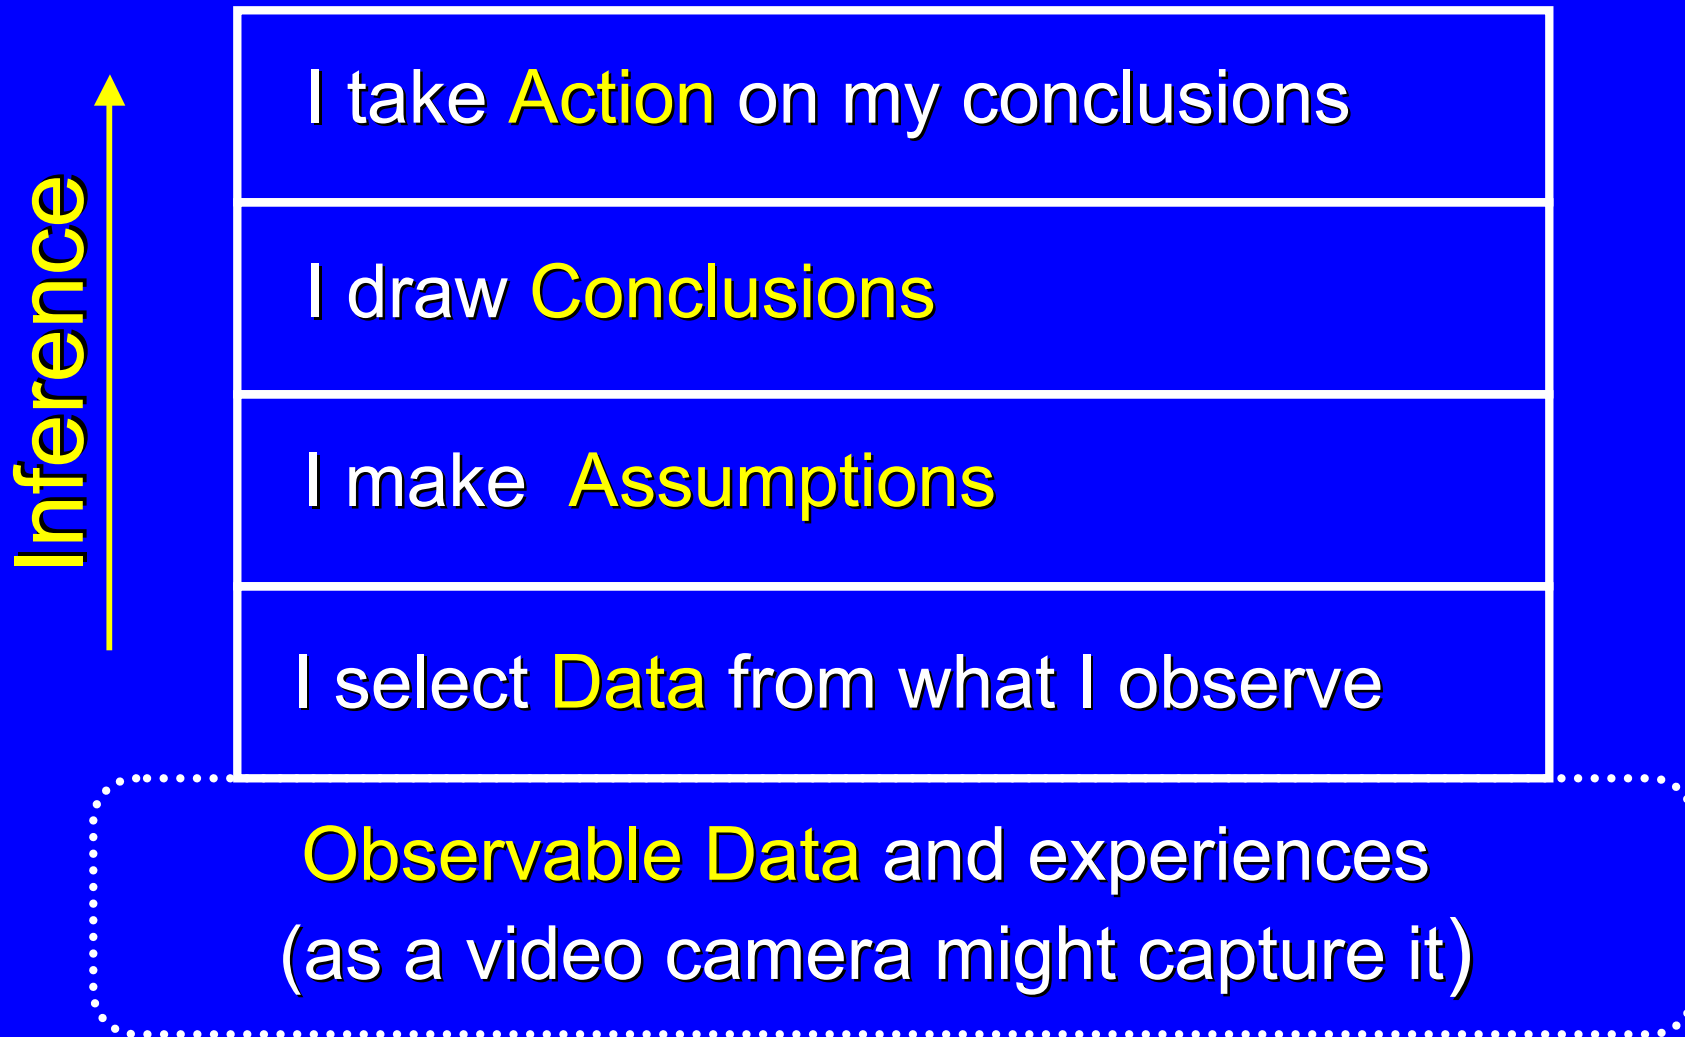 Inference
I take Action on my conclusions
I draw Conclusions
I make  Assumptions
I select Data from what I observe
Observable Data and experiences
(as a video camera might capture it)